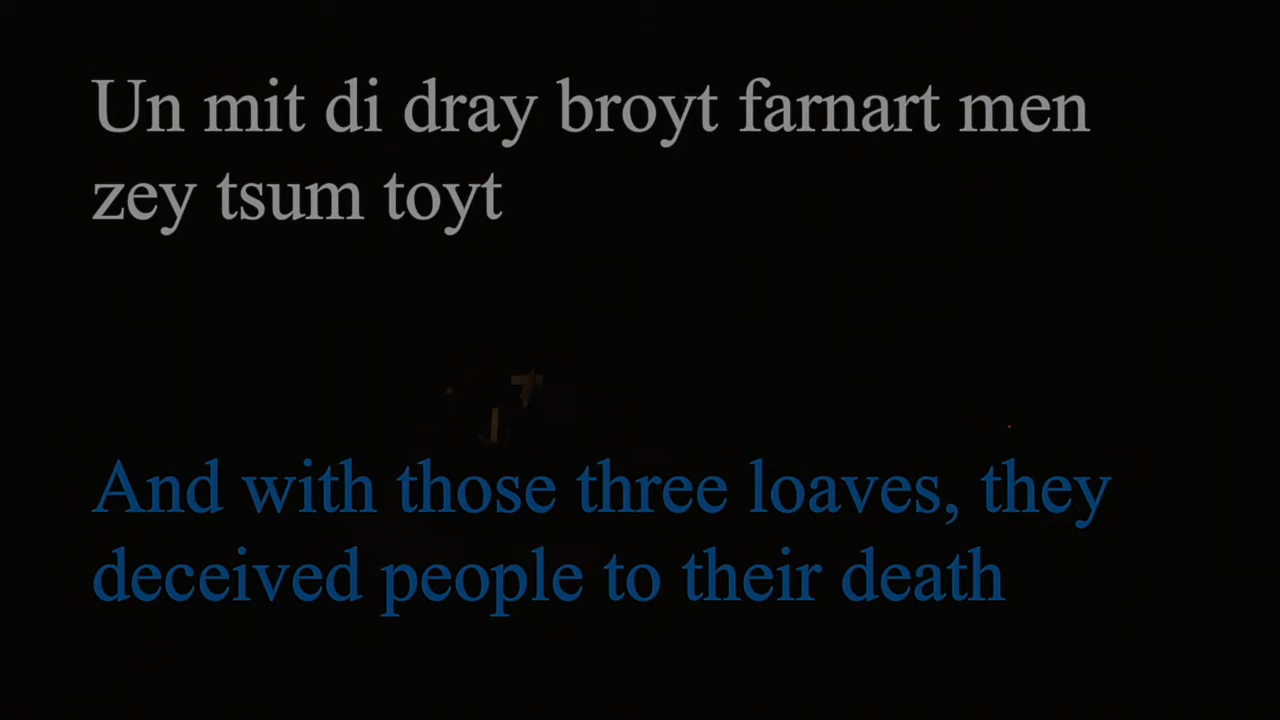 Un mit di dray broyt farnart men
zey tsum toyt
And with those three loaves, they
deceived people to their death